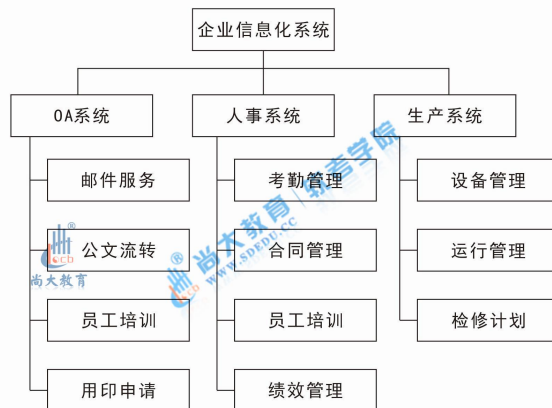 企业信息化系统
OA系统
人事系统
生产系统
邮件服务
考勤管理
设备管理
公文流转
合同管理
运行管理
员工培训
员工培训
检修计划
用印申请
绩效管理
尚大教育
®
尚大教育 | 软考学院
WWW.SDEDU.CC
®